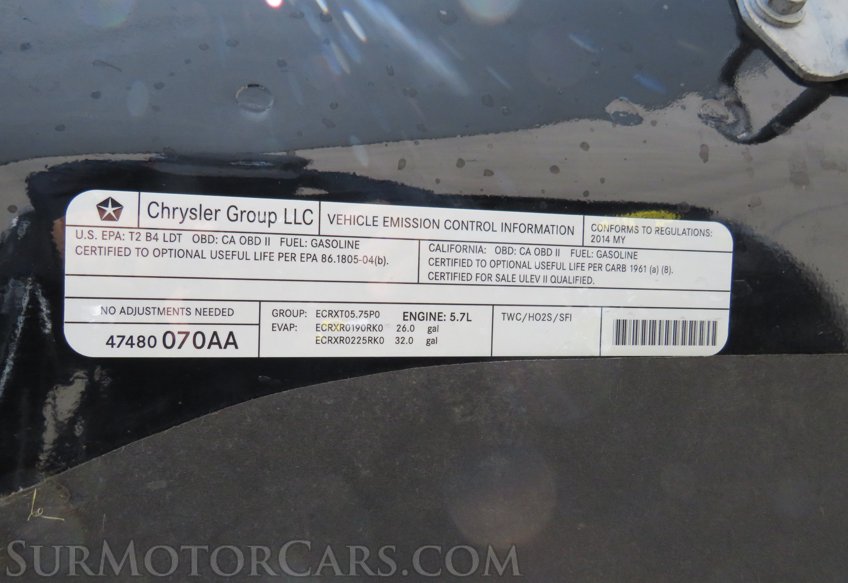 Chrysler Group LLC
VEHICLE EMISSION CONTROL INFORMATION
CONFORMS TO REGULATIONS:
2014 MY
U.S. EPA: T2 B4 LDT OBD: CA OBD II FUEL: GASOLINE
CERTIFIED TO OPTIONAL USEFUL LIFE PER EPA 86.1805-04(b).
CALIFORNIA: OBD: CA OBD II FUEL: GASOLINE
CERTIFIED TO OPTIONAL USEFUL LIFE PER CARB 1961 (a) (8).
CERTIFIED FOR SALE ULEV II QUALIFIED.
NO ADJUSTMENTS NEEDED
47480 070AA
GROUP: ECRXT05.75P0 ENGINE: 5.7L
EVAP: ECRXR0190RK0 26.0 gal
ECRXR0225RK0 32.0 gal
TWC/HO2S/SFI
SURMOTORCARS.COM